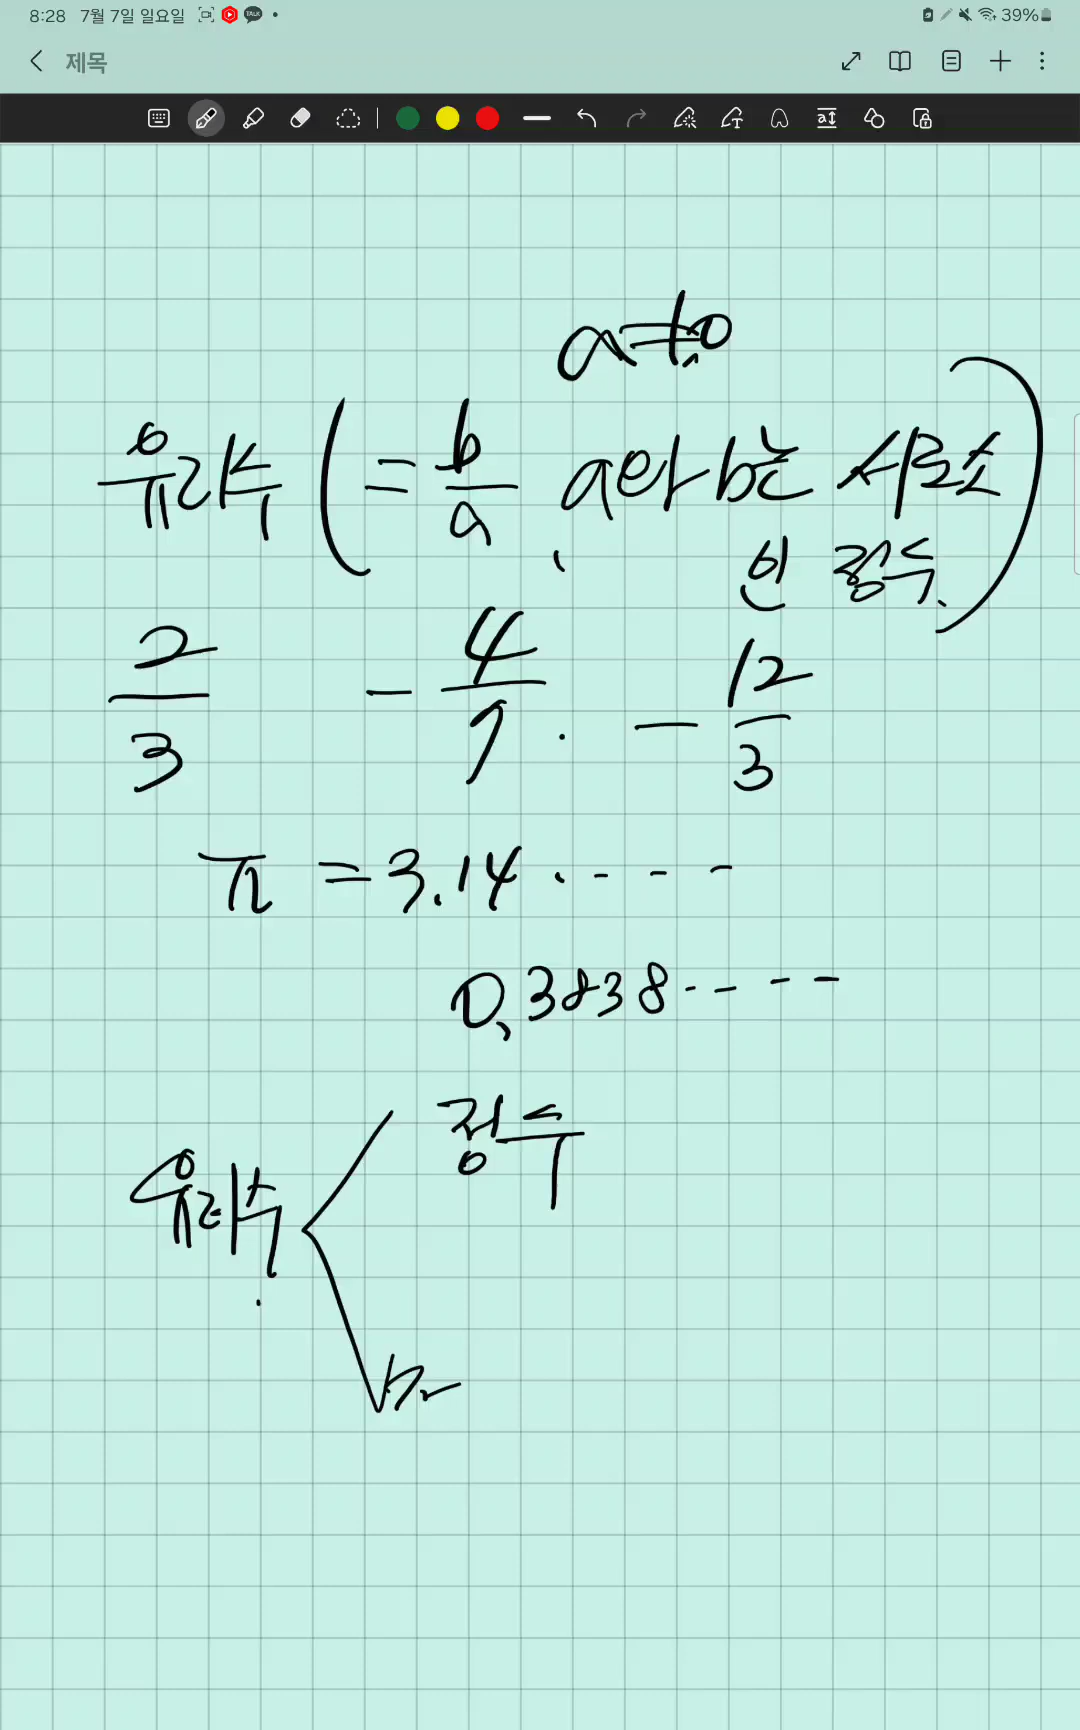 8:28 7월 7일 일요일 TALK 39%
제목
a≠0
유리수 ( = b/a, a와 b는 서로소
인 정수.)
2/3 -4/7. -12/3
π = 3.14 . - - -
0.3838 - - - -
정수
유리수